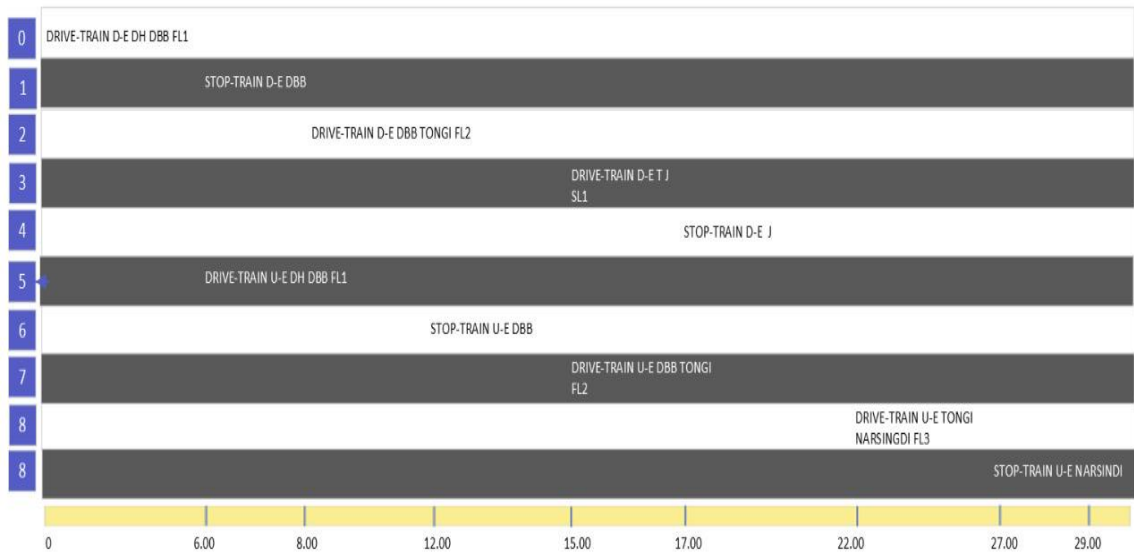 0 DRIVE-TRAIN D-E DH DBB FL1
1 STOP-TRAIN D-E DBB
2 DRIVE-TRAIN D-E DBB TONGI FL2
3 DRIVE-TRAIN D-E T J
SL1
4 STOP-TRAIN D-E J
5 DRIVE-TRAIN U-E DH DBB FL1
6 STOP-TRAIN U-E DBB
7 DRIVE-TRAIN U-E DBB TONGI
FL2
8 DRIVE-TRAIN U-E TONGI
NARSINGDI FL3
8 STOP-TRAIN U-E NARSINDI
0 6.00 8.00 12.00 15.00 17.00 22.00 27.00 29.00